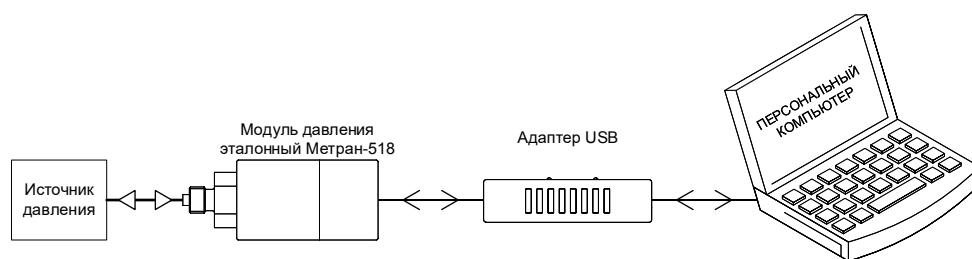 Источник
давления
Модуль давления
эталонный Метран-518
Адаптер USB
ПЕРСОНАЛЬНЫЙ
КОМПЬЮТЕР